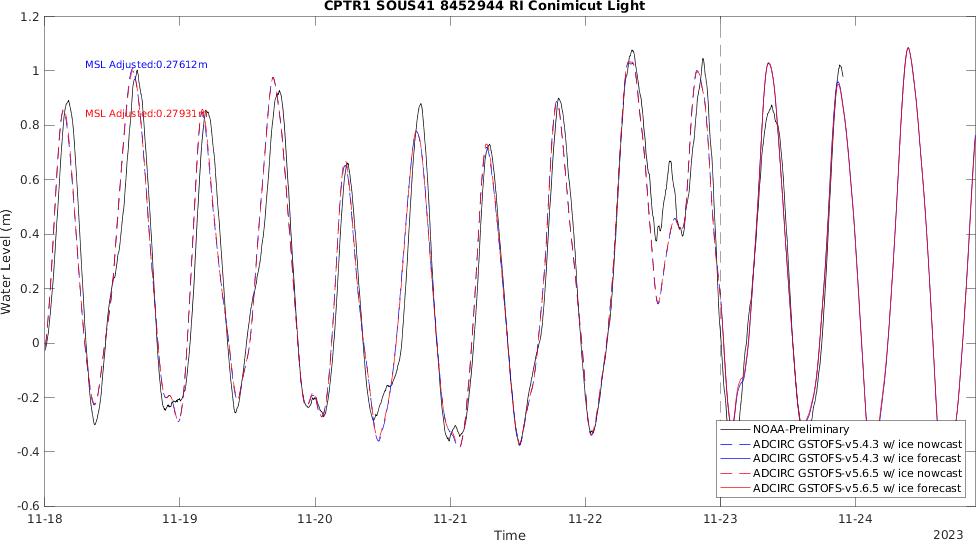 CPTR1 SOUS41 8452944 RI Conimicut Light
1.2
1
0.8
0.6
0.4
0.2
0
-0.2
-0.4
-0.6
Water Level (m)
MSL Adjusted:0.27612m
MSL Adjusted:0.27931m
NOAA-Preliminary
ADCIRC GSTOFS-v5.4.3 w/ ice nowcast
ADCIRC GSTOFS-v5.4.3 w/ ice forecast
ADCIRC GSTOFS-v5.6.5 w/ ice nowcast
ADCIRC GSTOFS-v5.6.5 w/ ice forecast
11-18 11-19 11-20 11-21 11-22 11-23 11-24
Time
2023